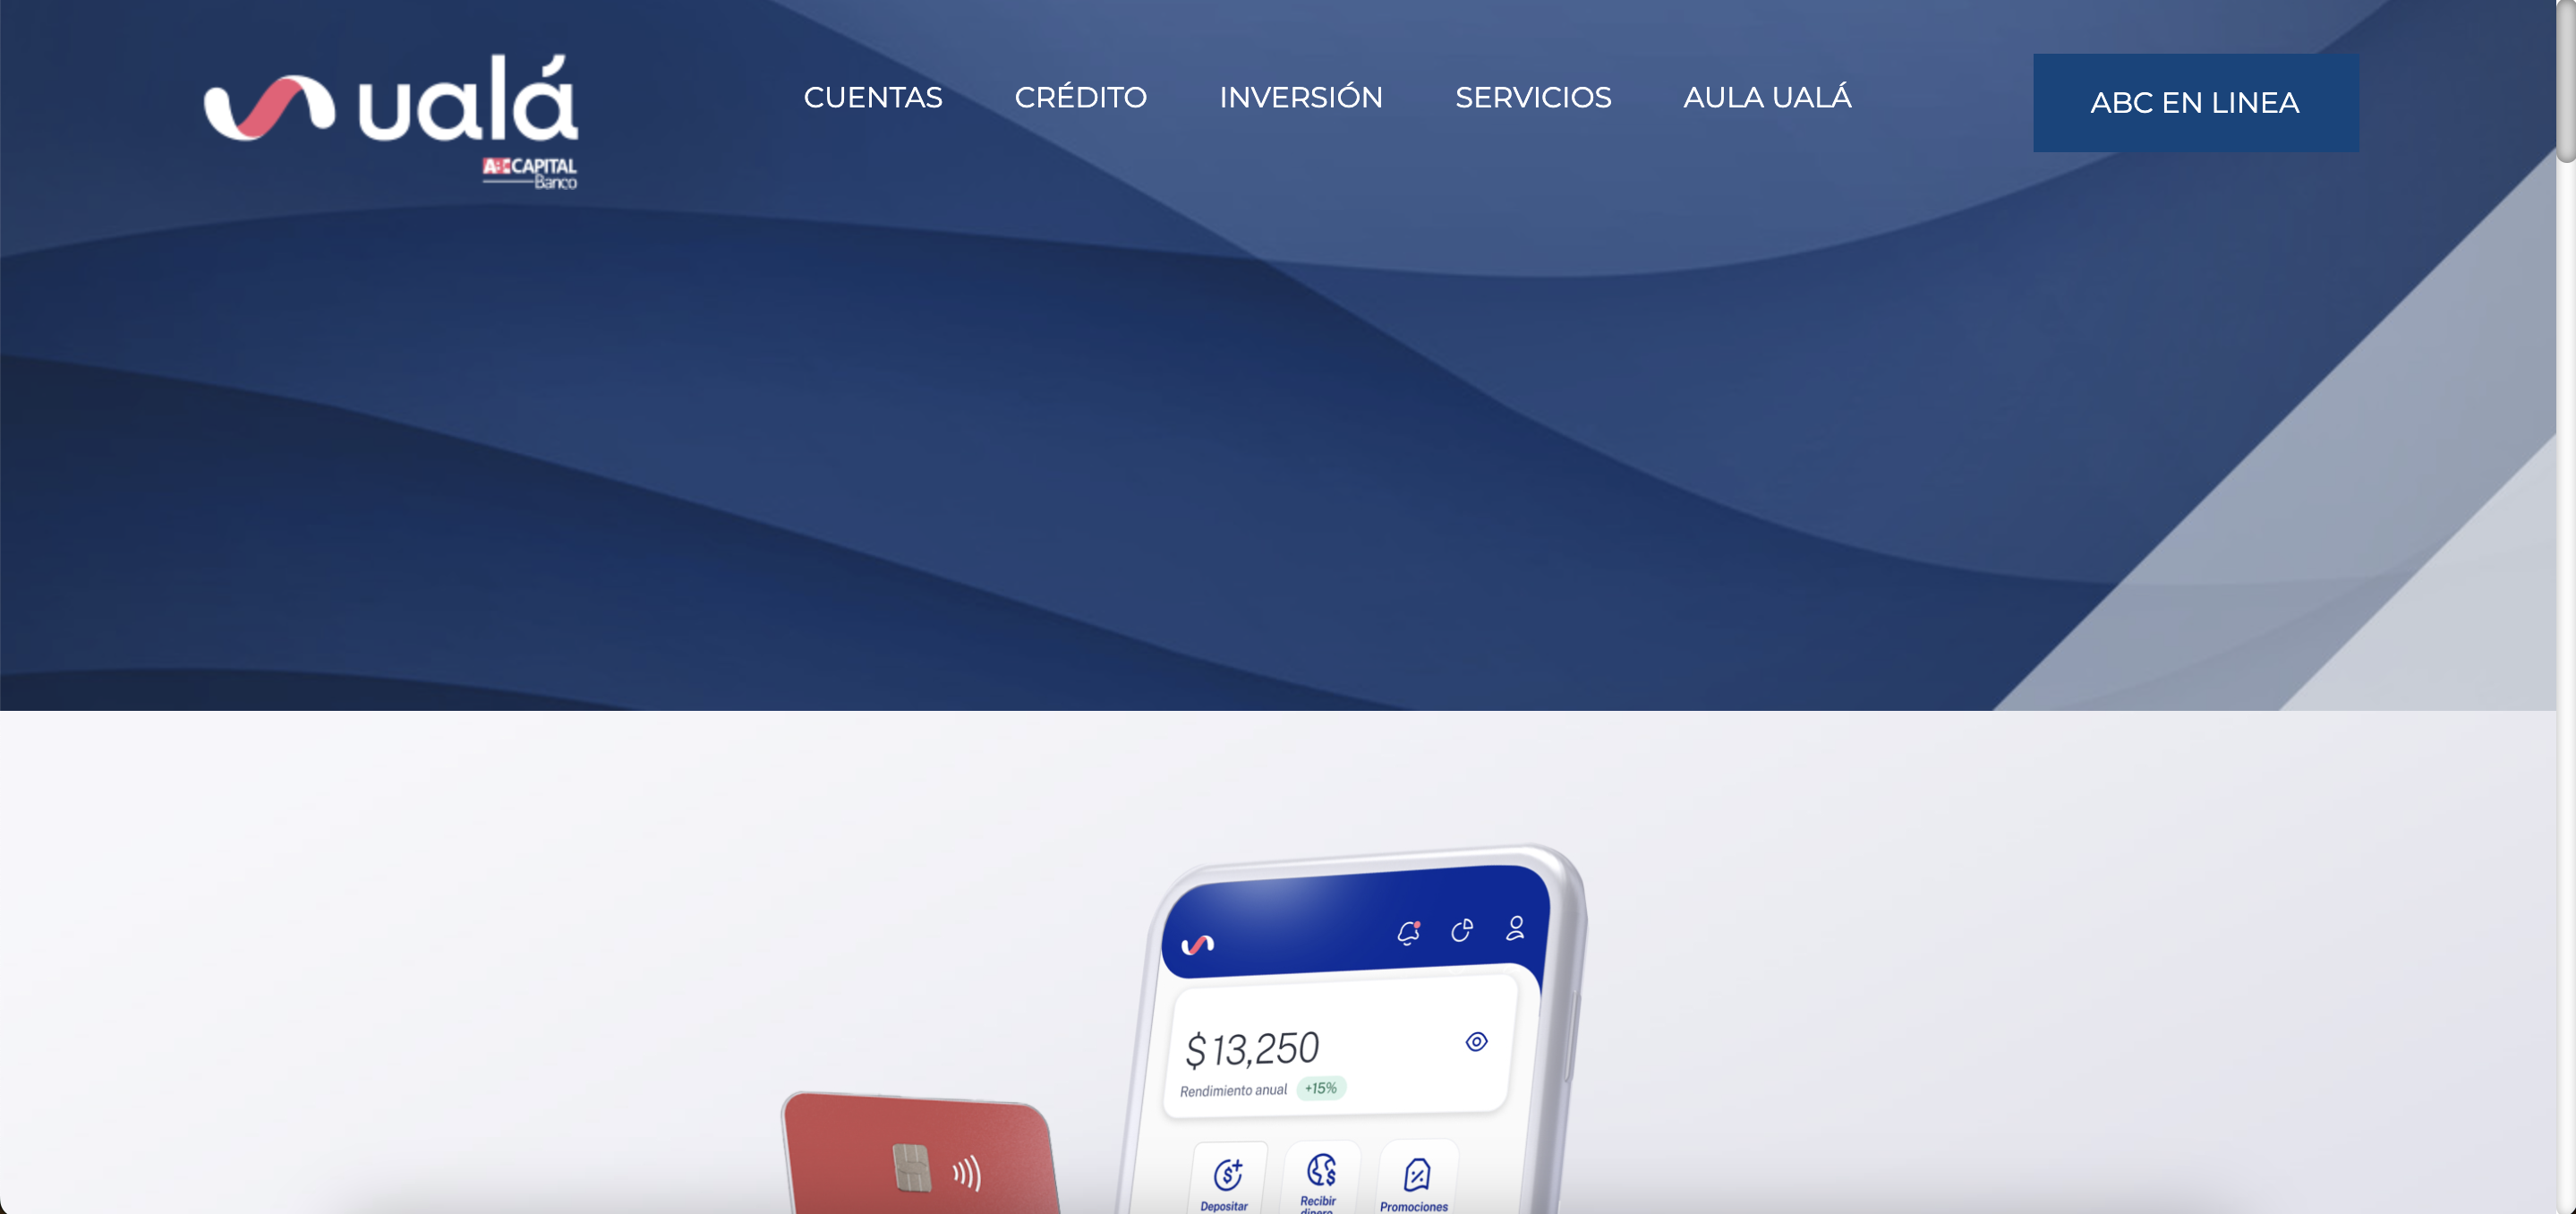 ualá
ABC CAPITAL
Banco
CUENTAS
CRÉDITO
INVERSIÓN
SERVICIOS
AULA UALÁ
ABC EN LINEA
$13,250
Rendimiento anual +15%
Depositar
Recibir
dinero
Promociones